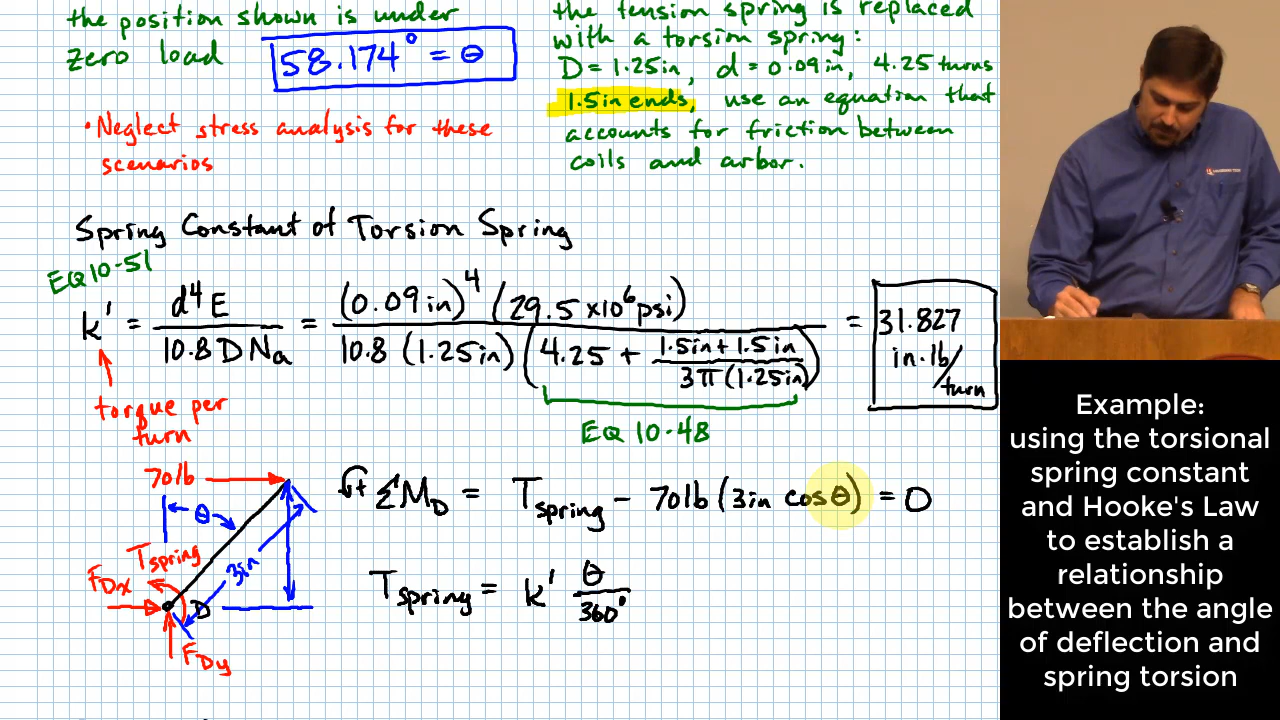 the position shown is under
zero load
58.174° = θ
• Neglect stress analysis for these
scenarios
the tension spring is replaced
with a torsion spring:
D = 1.25in, d = 0.09in, 4.25 turns
1.5in ends, use an equation that
accounts for friction between
coils and arbor.
Spring Constant of Torsion Spring
EQ 10-51
k' = d⁴E / 10.8 D Na = (0.09in)⁴ (29.5 x10⁶psi) / 10.8 (1.25in) (4.25 + 1.5in + 1.5in / 3π(1.25in)) = 31.827 in·lb/turn
torque per
turn
EQ 10-48
70lb
θ
Tspring
3in
FDx
D
FDy
+ ΣMD = Tspring - 70lb (3in cosθ) = 0
Tspring = k' θ / 360°
Example:
using the torsional
spring constant
and Hooke's Law
to establish a
relationship
between the angle
of deflection and
spring torsion